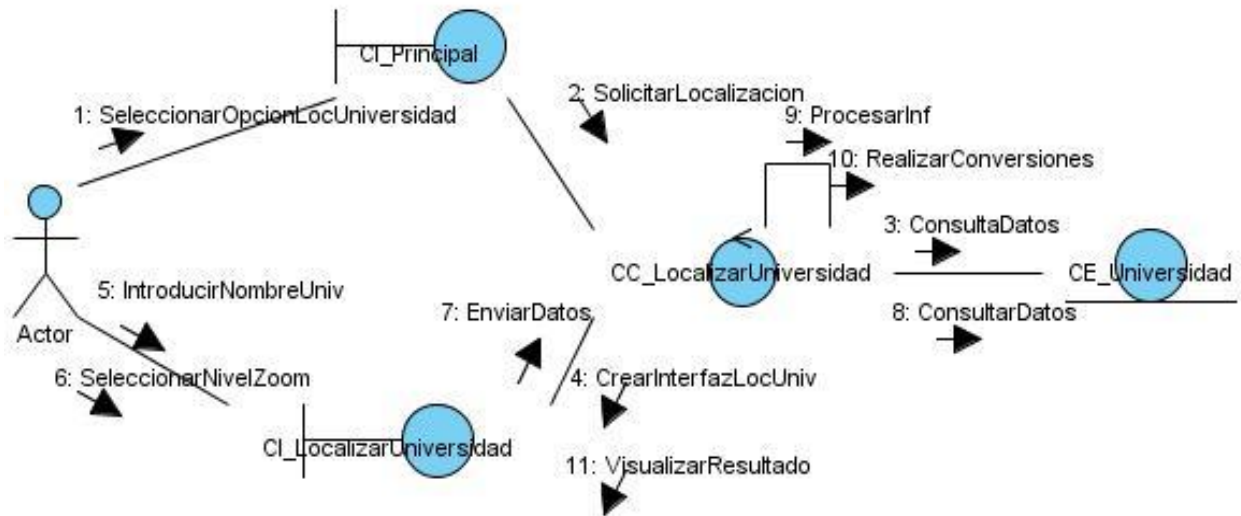 CI_Principal
1: SeleccionarOpcionLocUniversidad
2: SolicitarLocalizacion
9: ProcesarInf
10: RealizarConversiones
3: ConsultaDatos
CC_LocalizarUniversidad
CE_Universidad
5: IntroducirNombreUniv
7: EnviarDatos
8: ConsultarDatos
Actor
6: SeleccionarNivelZoom
4: CrearInterfazLocUniv
CI_LocalizarUniversidad
11: VisualizarResultado